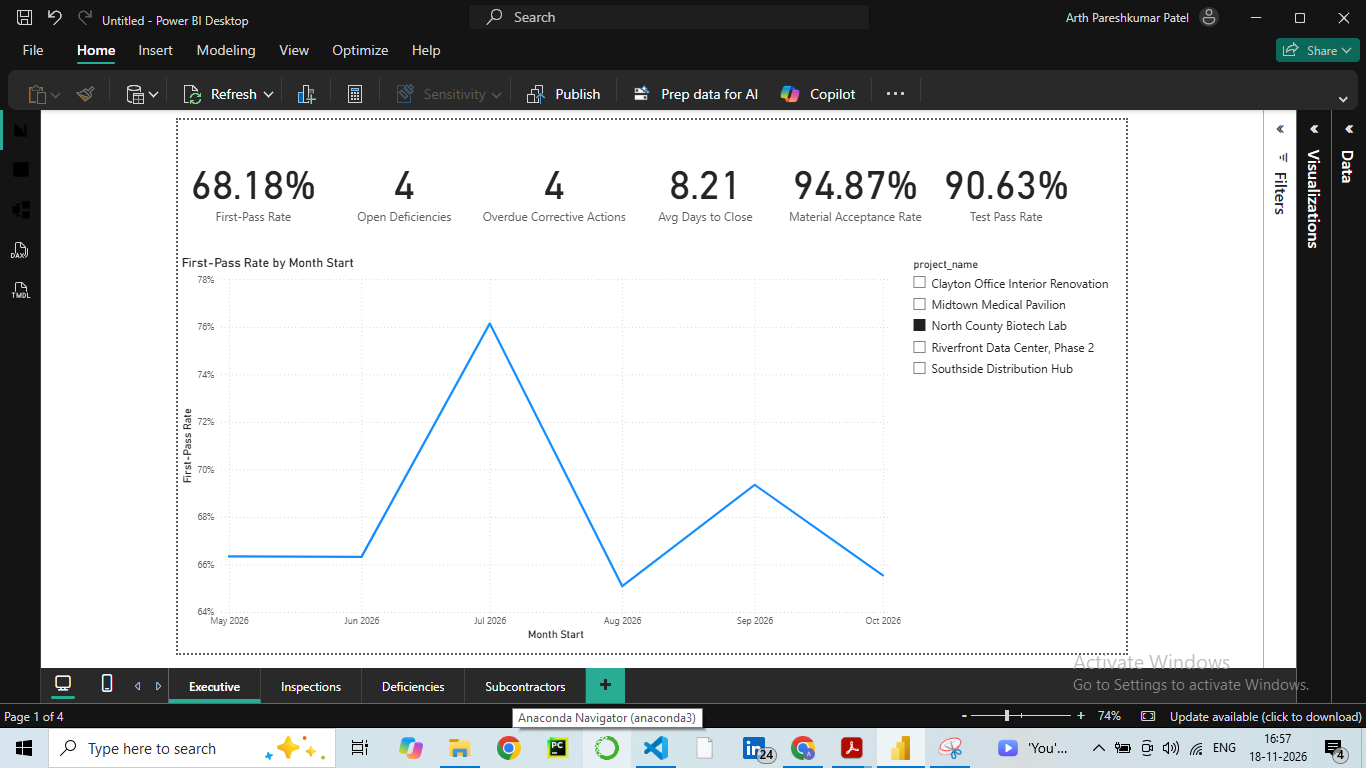 Untitled - Power BI Desktop
Search
Arth Pareshkumar Patel
File Home Insert Modeling View Optimize Help
Share
Refresh
Sensitivity
Publish
Prep data for AI
Copilot
DAX
TMDL
68.18% 4 4 8.21 94.87% 90.63%
First-Pass Rate Open Deficiencies Overdue Corrective Actions Avg Days to Close Material Acceptance Rate Test Pass Rate
First-Pass Rate by Month Start
First-Pass Rate
78%
76%
74%
72%
70%
68%
66%
64%
May 2026 Jun 2026 Jul 2026 Aug 2026 Sep 2026 Oct 2026
Month Start
project_name
Clayton Office Interior Renovation
Midtown Medical Pavilion
North County Biotech Lab
Riverfront Data Center, Phase 2
Southside Distribution Hub
Filters
Visualizations
Data
Activate Windows
Go to Settings to activate Windows.
Executive Inspections Deficiencies Subcontractors +
Page 1 of 4
Anaconda Navigator (anaconda3)
- + 74%
Update available (click to download)
Type here to search
PC
24
'You'...
ENG
16:57
18-11-2026
4